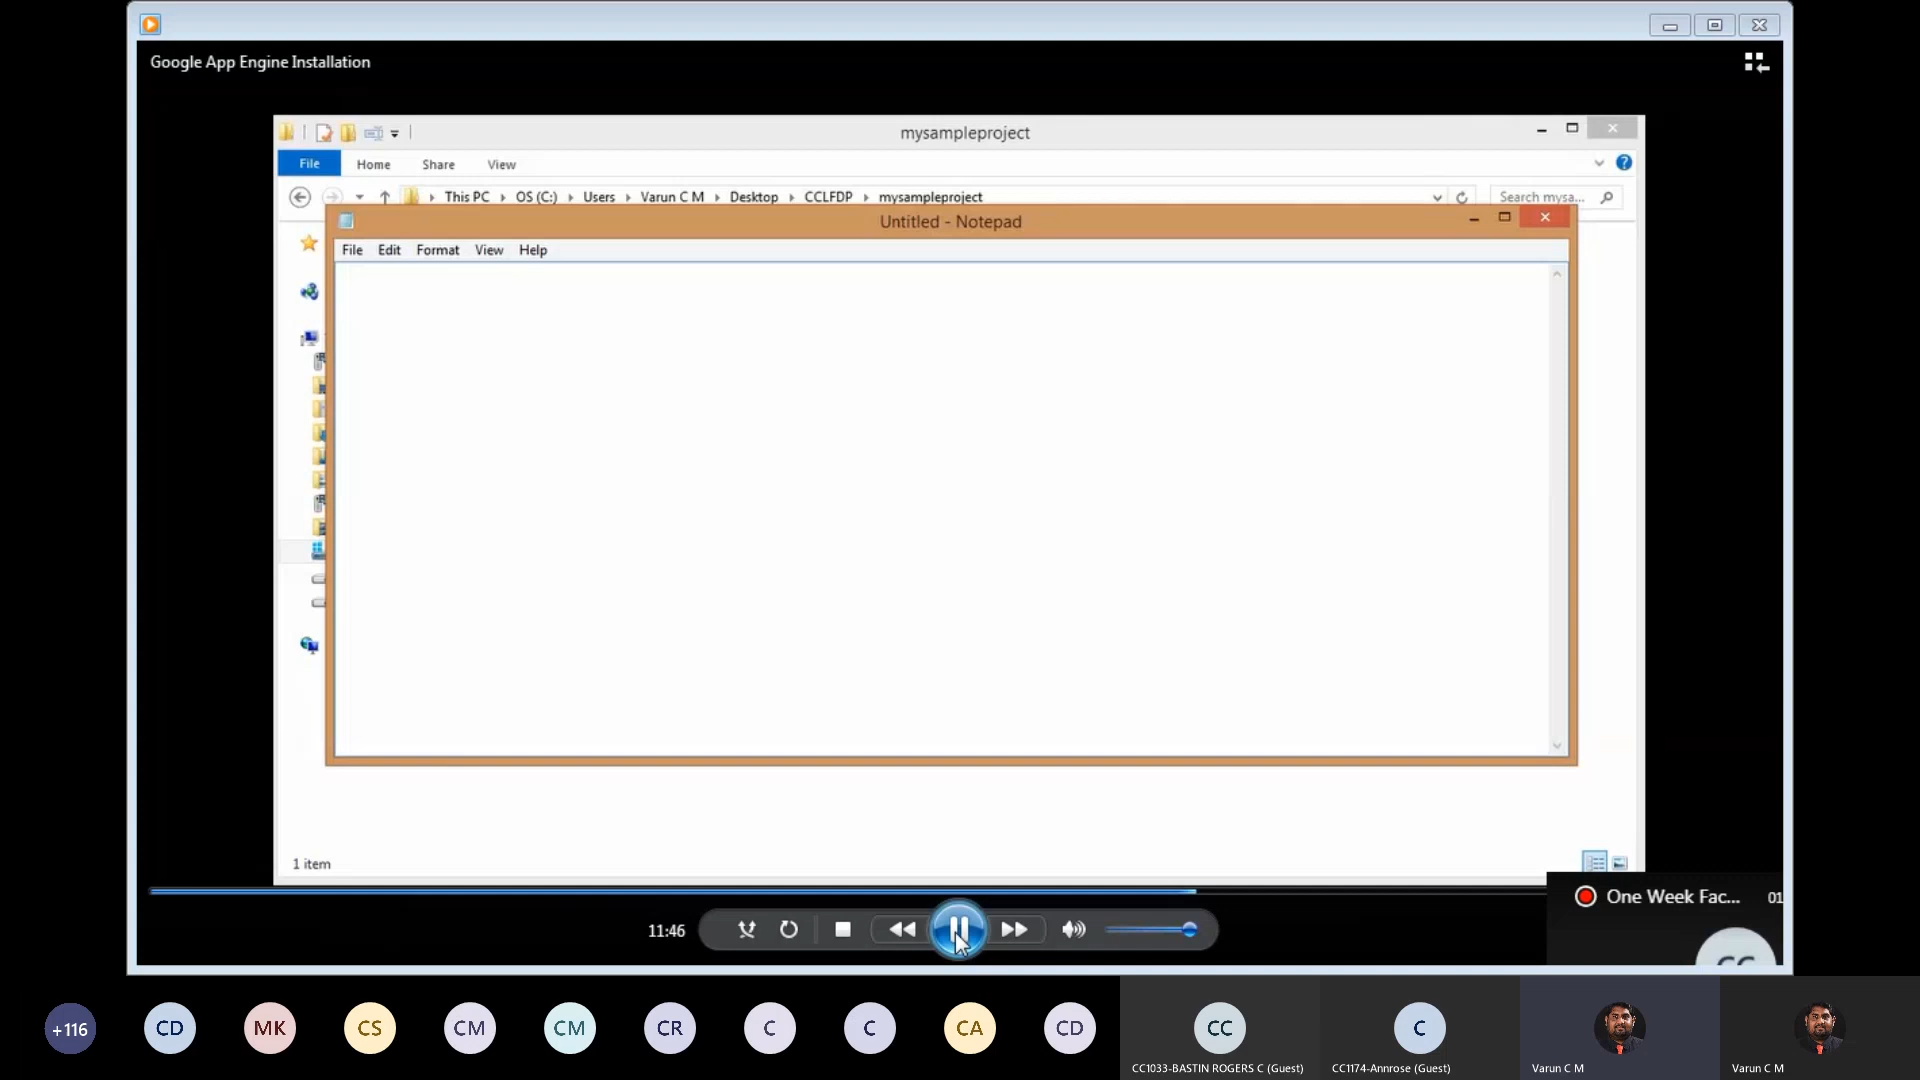 Google App Engine Installation
mysampleproject
File Home Share View
This PC OS (C:) Users Varun C M Desktop CCLFDP mysampleproject
Search mysa...
Untitled - Notepad
File Edit Format View Help
1 item
One Week Fac... 01
11:46
CC
+116 CD MK CS CM CM CR C C CA CD CC C
CC1033-BASTIN ROGERS C (Guest) CC1174-Annrose (Guest) Varun C M Varun C M